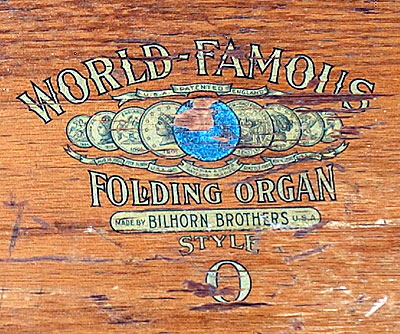 WORLD-FAMOUS
U.S.A. PATENTED ENGLAND
FOLDING ORGAN
MADE BY BILHORN BROTHERS U.S.A.
STYLE
O